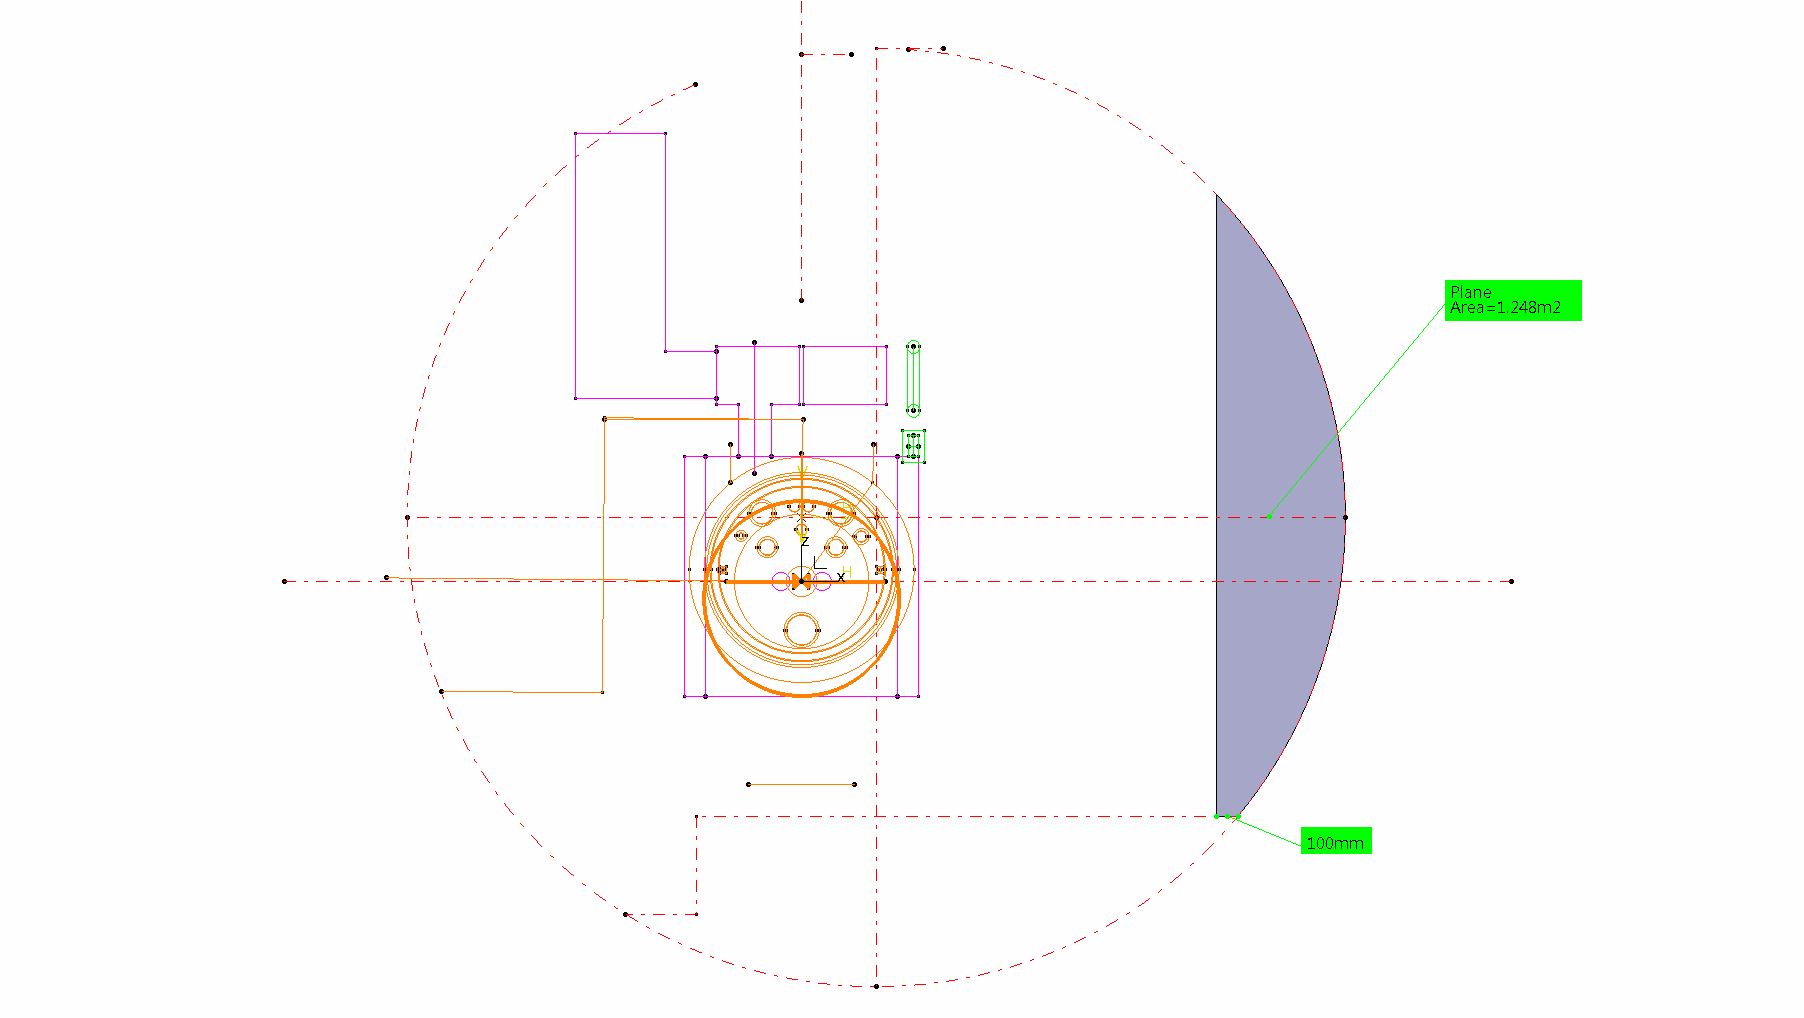 Plane
Area=1.248m2
z
H
x
100mm